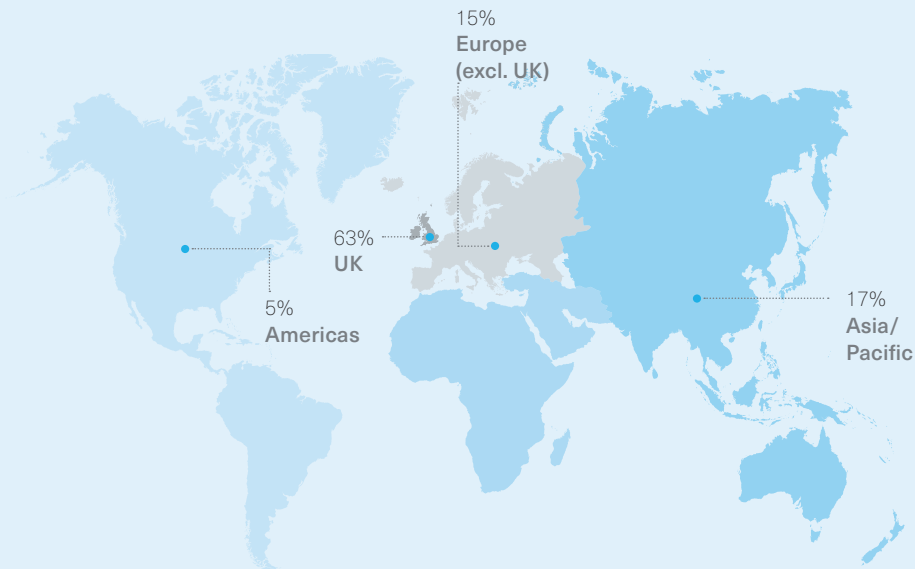 15%
Europe
(excl. UK)
63%
UK
5%
Americas
17%
Asia/
Pacific